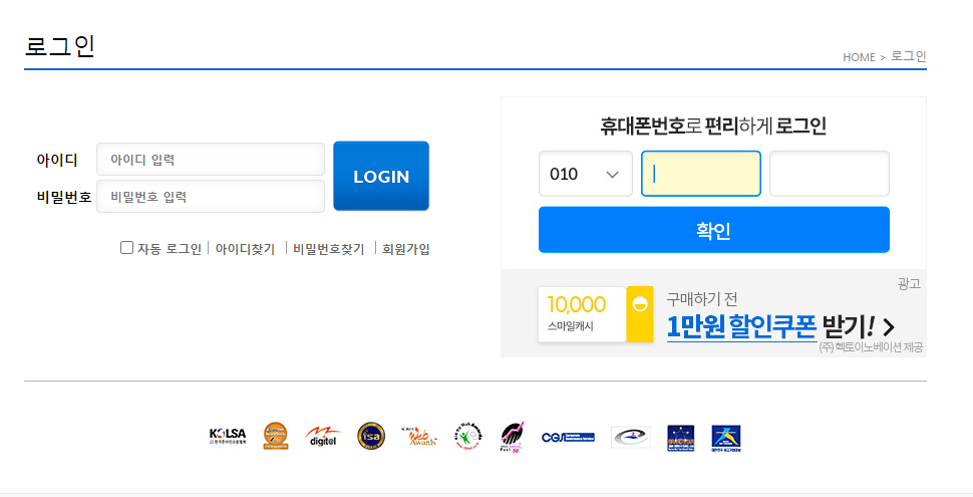 로그인
HOME > 로그인
아이디 아이디 입력
비밀번호 비밀번호 입력
LOGIN
자동 로그인 | 아이디찾기 | 비밀번호찾기 | 회원가입
휴대폰번호로 편리하게 로그인
010
확인
광고
10,000
스마일캐시
구매하기 전
1만원 할인쿠폰 받기!
(주)헥토이노베이션 제공
KOLSA
digitel
isa
Web Awards
CGS